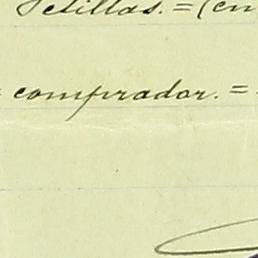 Petillas. = (en
= comprador. =